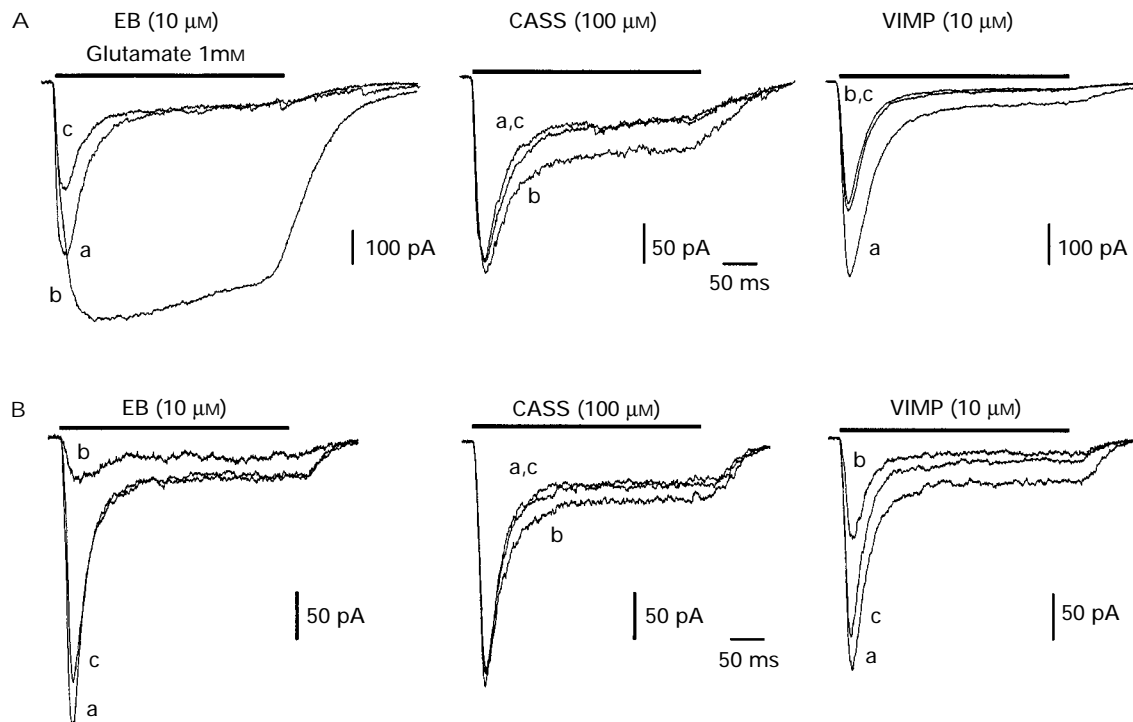 A
EB (10 μM)
Glutamate 1mM
c
a
b
100 pA
CASS (100 μM)
a,c
b
50 pA
50 ms
VIMP (10 μM)
b,c
a
100 pA
B
EB (10 μM)
b
c
a
50 pA
CASS (100 μM)
a,c
b
50 pA
50 ms
VIMP (10 μM)
b
c
a
50 pA